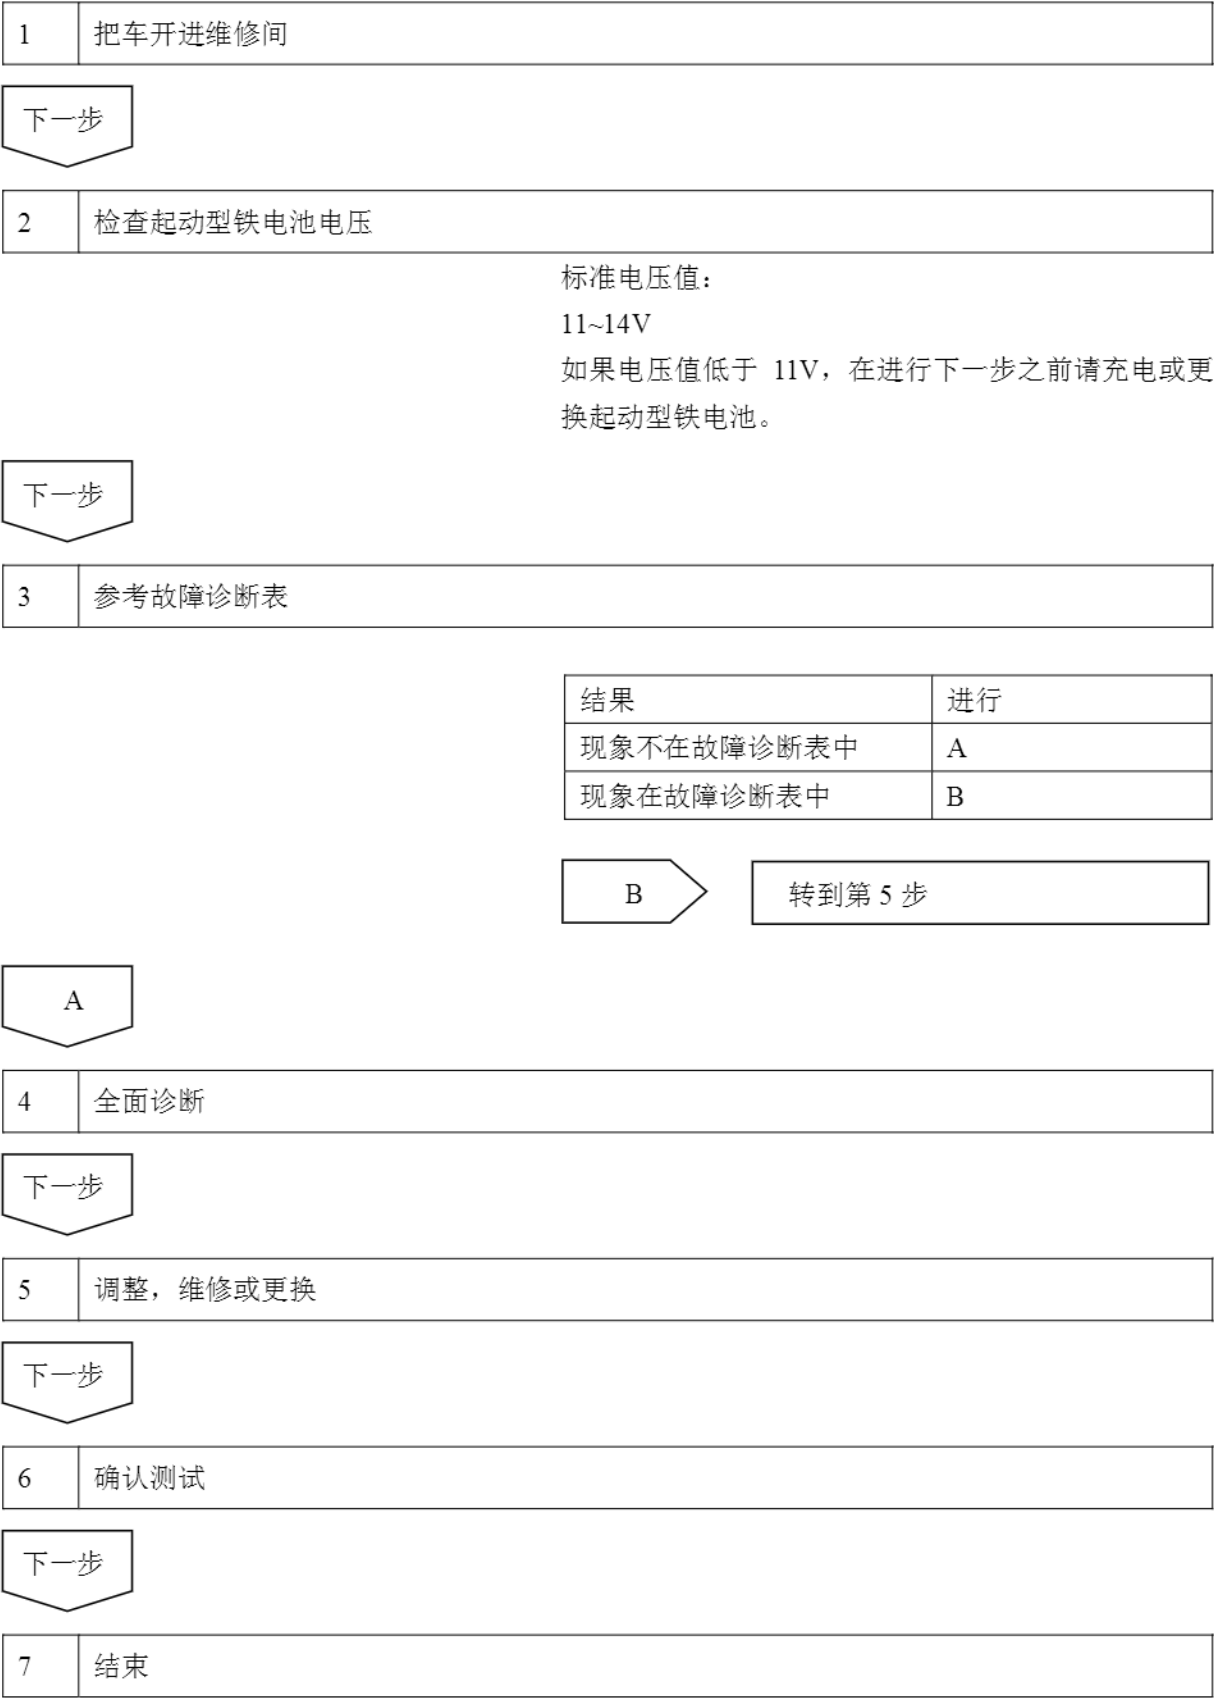 1 把车开进维修间
下一步
2 检查起动型铁电池电压
标准电压值：
11~14V
如果电压值低于 11V，在进行下一步之前请充电或更
换起动型铁电池。
下一步
3 参考故障诊断表
结果 进行
现象不在故障诊断表中 A
现象在故障诊断表中 B
B 转到第 5 步
A
4 全面诊断
下一步
5 调整，维修或更换
下一步
6 确认测试
下一步
7 结束